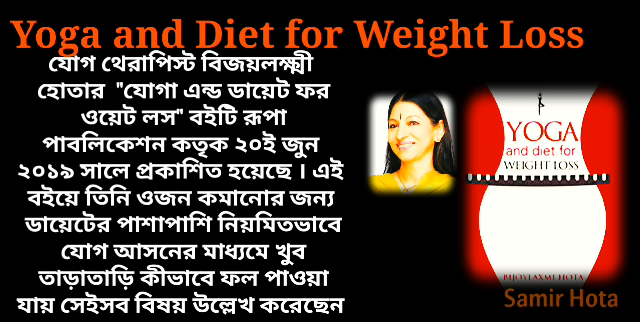 Yoga and Diet for Weight Loss
যোগ থেরাপিস্ট বিজয়লক্ষ্মী
হোতার "যোগা এন্ড ডায়েট ফর
ওয়েট লস" বইটি রূপা
পাবলিকেশন কতৃক ২০ই জুন
২০১৯ সালে প্রকাশিত হয়েছে । এই
বইয়ে তিনি ওজন কমানোর জন্য
ডায়েটের পাশাপাশি নিয়মিতভাবে
যোগ আসনের মাধ্যমে খুব
তাড়াতাড়ি কীভাবে ফল পাওয়া
যায় সেইসব বিষয় উল্লেখ করেছেন
YOGA
and diet for
WEIGHT LOSS
BIJOYLAXMI HOTA
Samir Hota